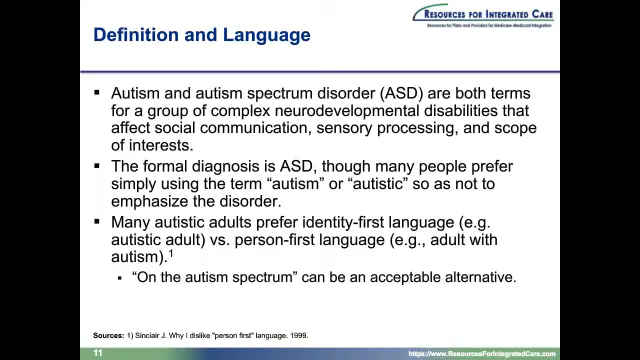 RESOURCES FOR INTEGRATED CARE
Resources for Plans and Providers for Medicare-Medicaid Integration
Definition and Language
▪ Autism and autism spectrum disorder (ASD) are both terms
for a group of complex neurodevelopmental disabilities that
affect social communication, sensory processing, and scope
of interests.
▪ The formal diagnosis is ASD, though many people prefer
simply using the term “autism” or “autistic” so as not to
emphasize the disorder.
▪ Many autistic adults prefer identity-first language (e.g.
autistic adult) vs. person-first language (e.g., adult with
autism).1
▪ “On the autism spectrum” can be an acceptable alternative.
Sources: 1) Sinclair J. Why I dislike "person first" language. 1999.
11
https://www.ResourcesForIntegratedCare.com